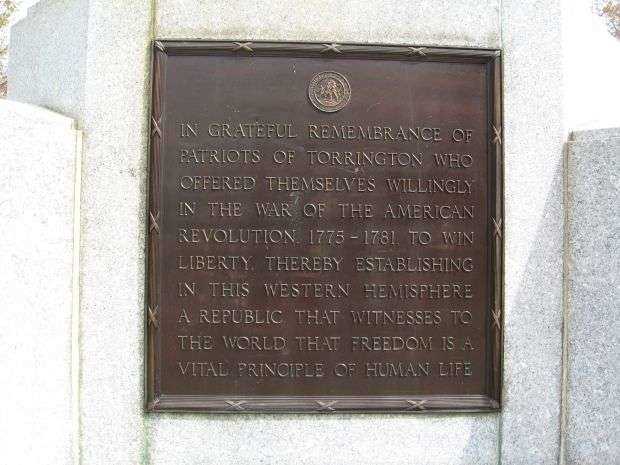 IN GRATEFUL REMEMBRANCE OF
PATRIOTS OF TORRINGTON WHO
OFFERED THEMSELVES WILLINGLY
IN THE WAR OF THE AMERICAN
REVOLUTION, 1775-1781, TO WIN
LIBERTY, THEREBY ESTABLISHING
IN THIS WESTERN HEMISPHERE
A REPUBLIC THAT WITNESSES TO
THE WORLD THAT FREEDOM IS A
VITAL PRINCIPLE OF HUMAN LIFE